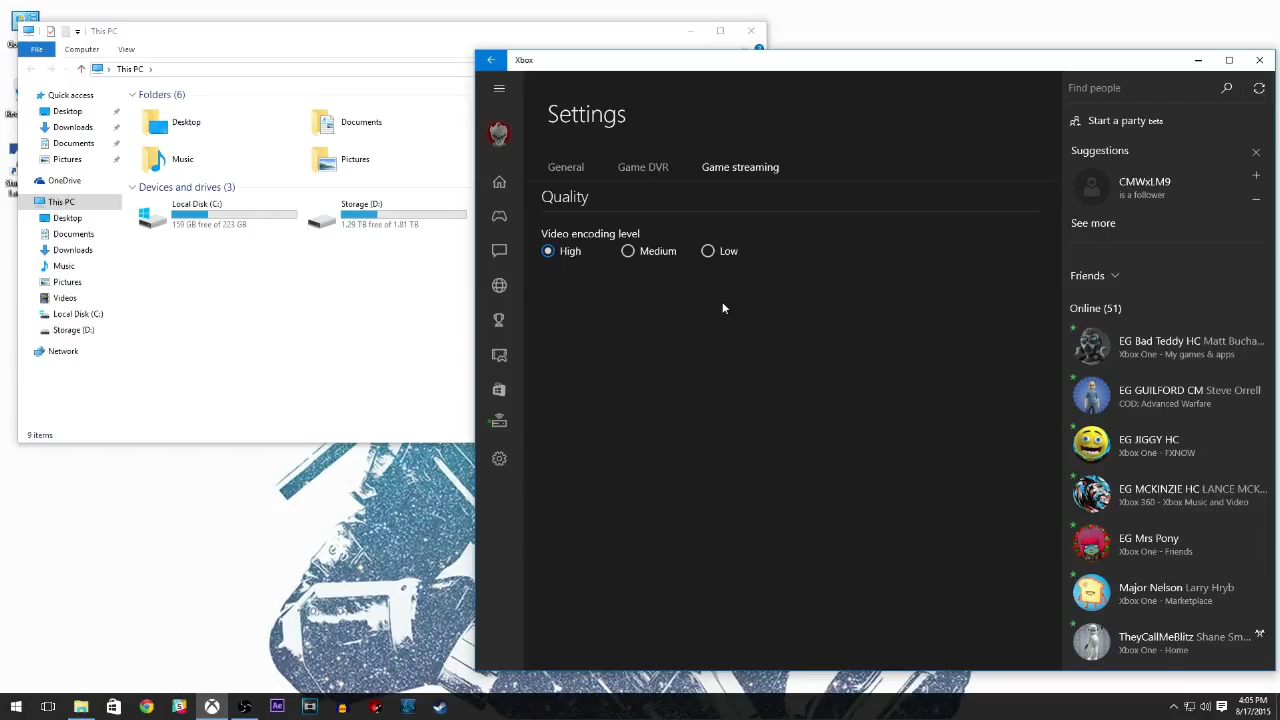 This PC
File
Computer
View
This PC
Quick access
Desktop
Downloads
Documents
Pictures
OneDrive
This PC
Desktop
Documents
Downloads
Music
Pictures
Videos
Local Disk (C:)
Storage (D:)
Network
Folders (6)
Desktop
Documents
Music
Pictures
Devices and drives (3)
Local Disk (C:)
159 GB free of 223 GB
Storage (D:)
1.29 TB free of 1.81 TB
9 items
Xbox
Settings
General
Game DVR
Game streaming
Quality
Video encoding level
High
Medium
Low
Find people
Start a party beta
Suggestions
CMWxLM9
is a follower
See more
Friends
Online (51)
EG Bad Teddy HC Matt Bucha...
Xbox One - My games & apps
EG GUILFORD CM Steve Orrell
COD: Advanced Warfare
EG JIGGY HC
Xbox One - FXNOW
EG MCKINZIE HC LANCE MCK...
Xbox 360 - Xbox Music and Video
EG Mrs Pony
Xbox One - Friends
Major Nelson Larry Hryb
Xbox One - Marketplace
TheyCallMeBlitz Shane Sm...
Xbox One - Home
Ae
4:05 PM
8/17/2015